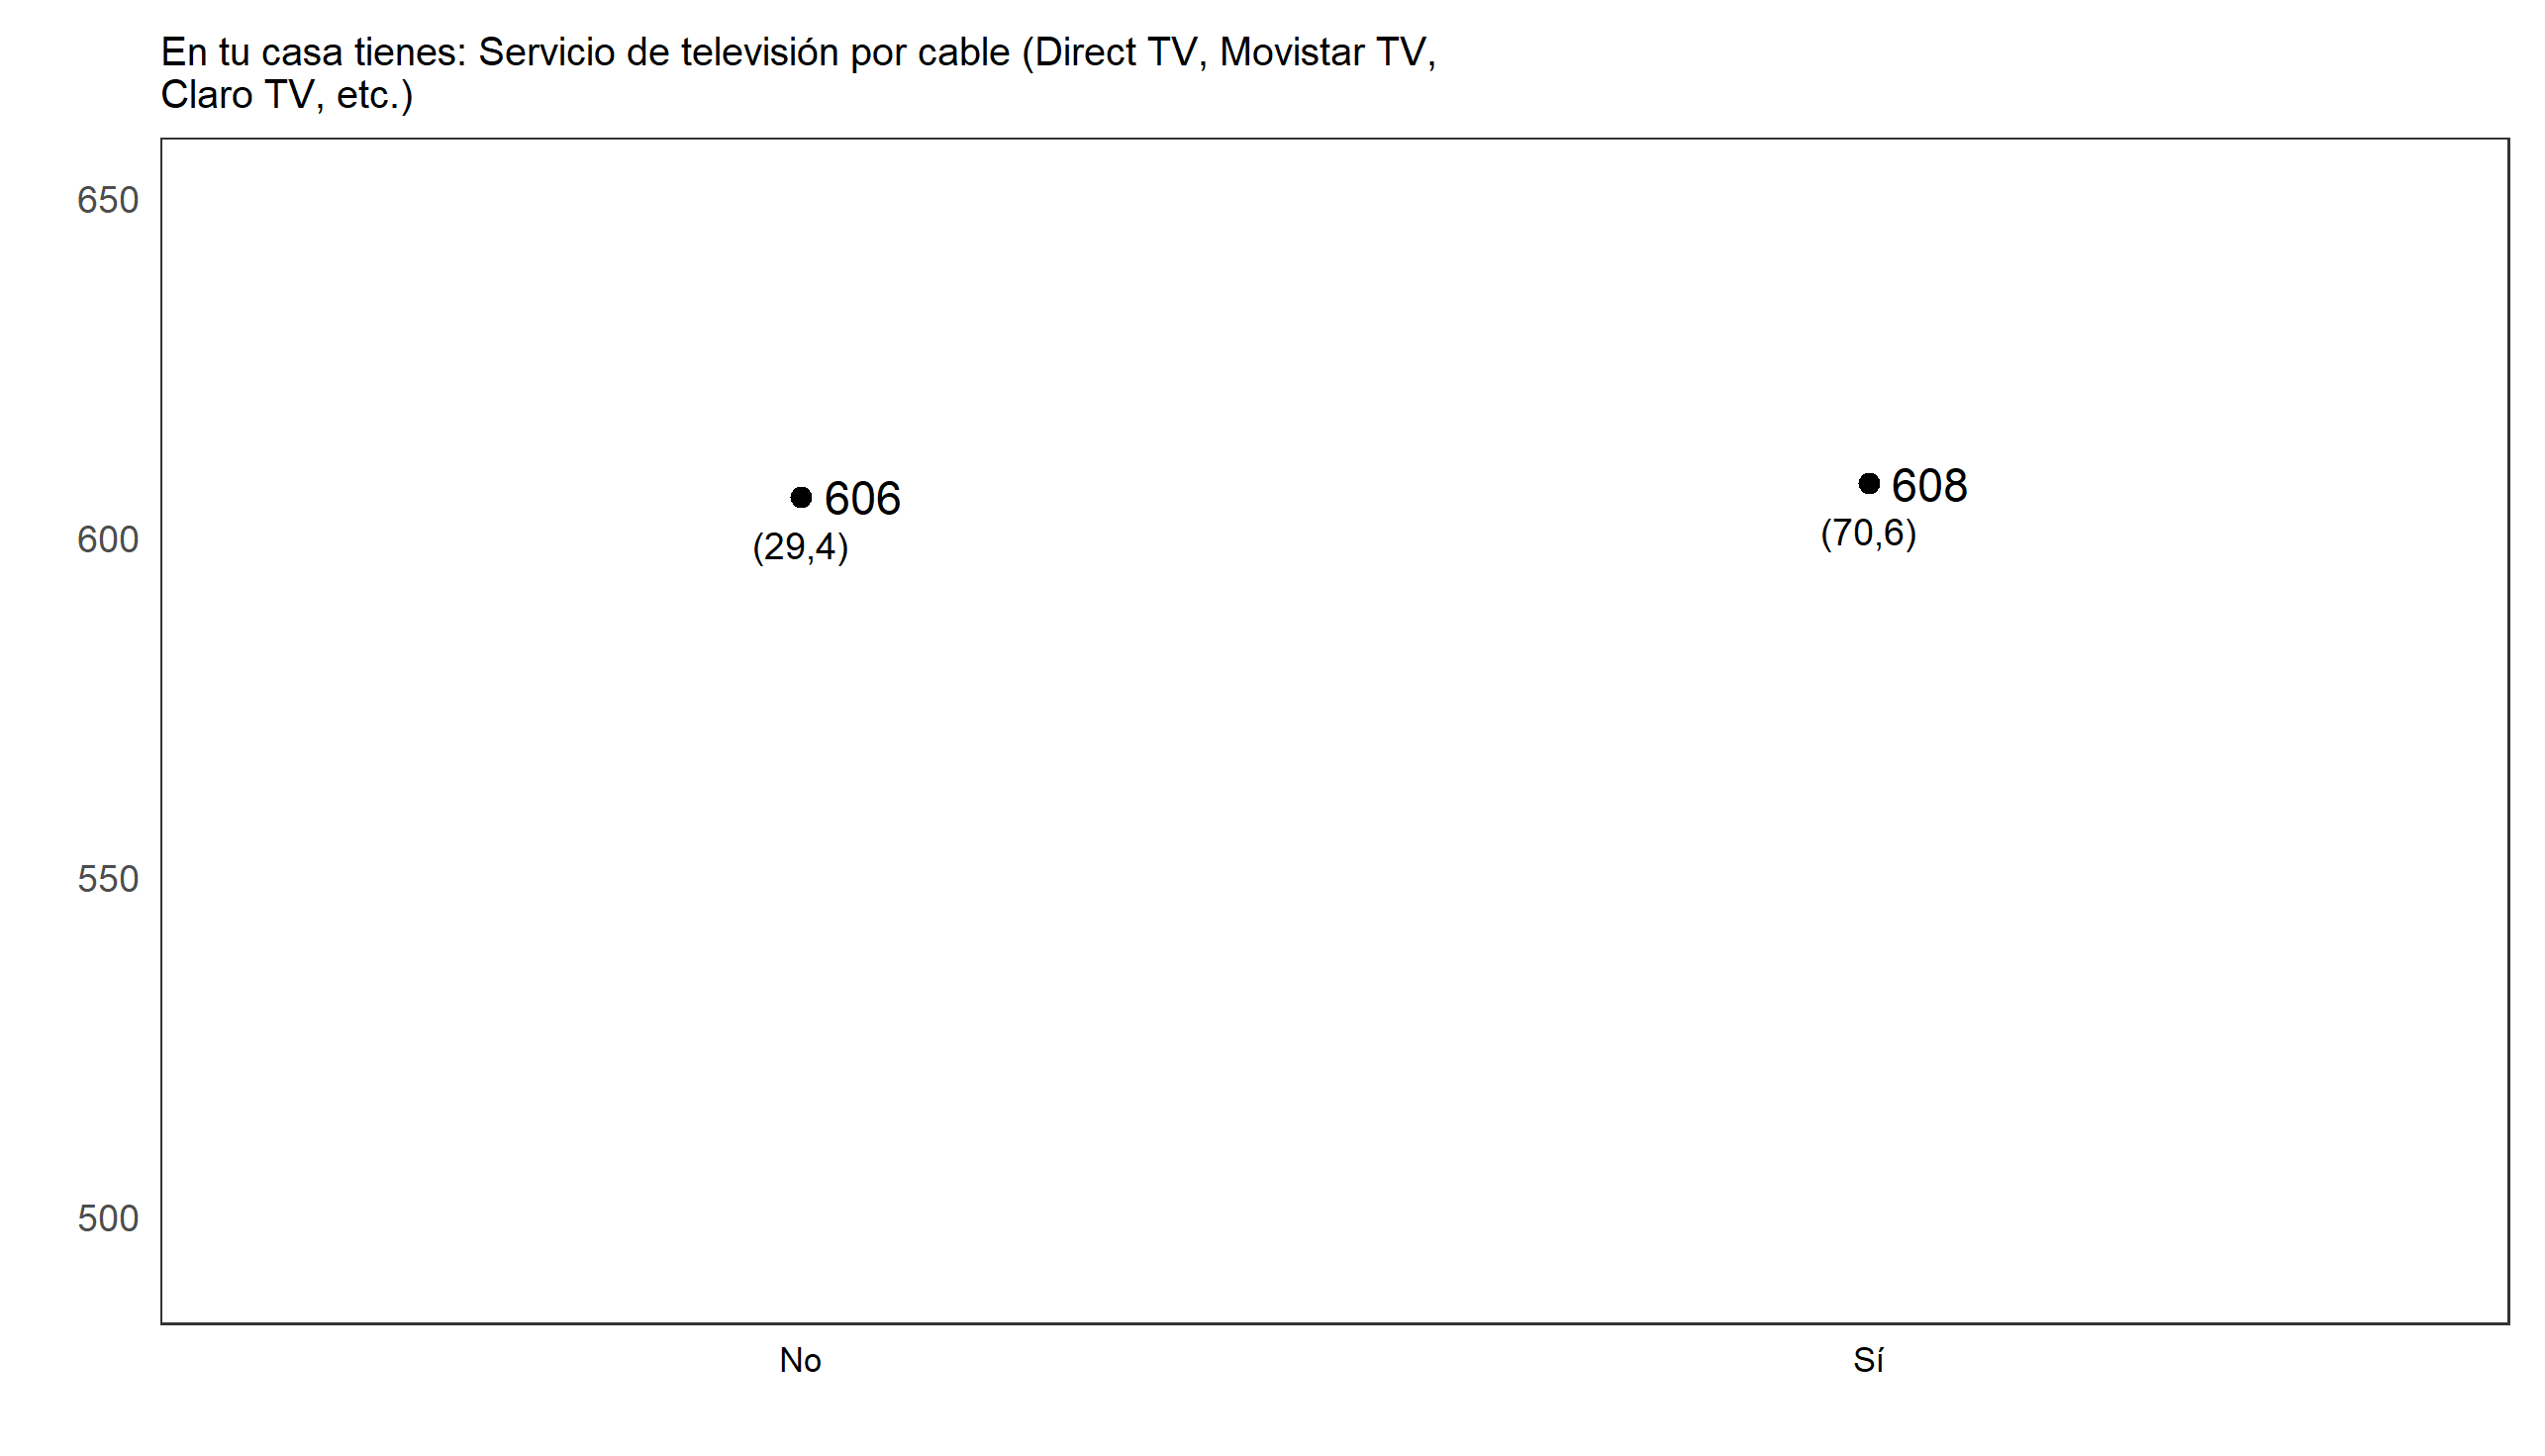 En tu casa tienes: Servicio de televisión por cable (Direct TV, Movistar TV,
Claro TV, etc.)
650
600
550
500
606
(29,4)
608
(70,6)
No
Sí